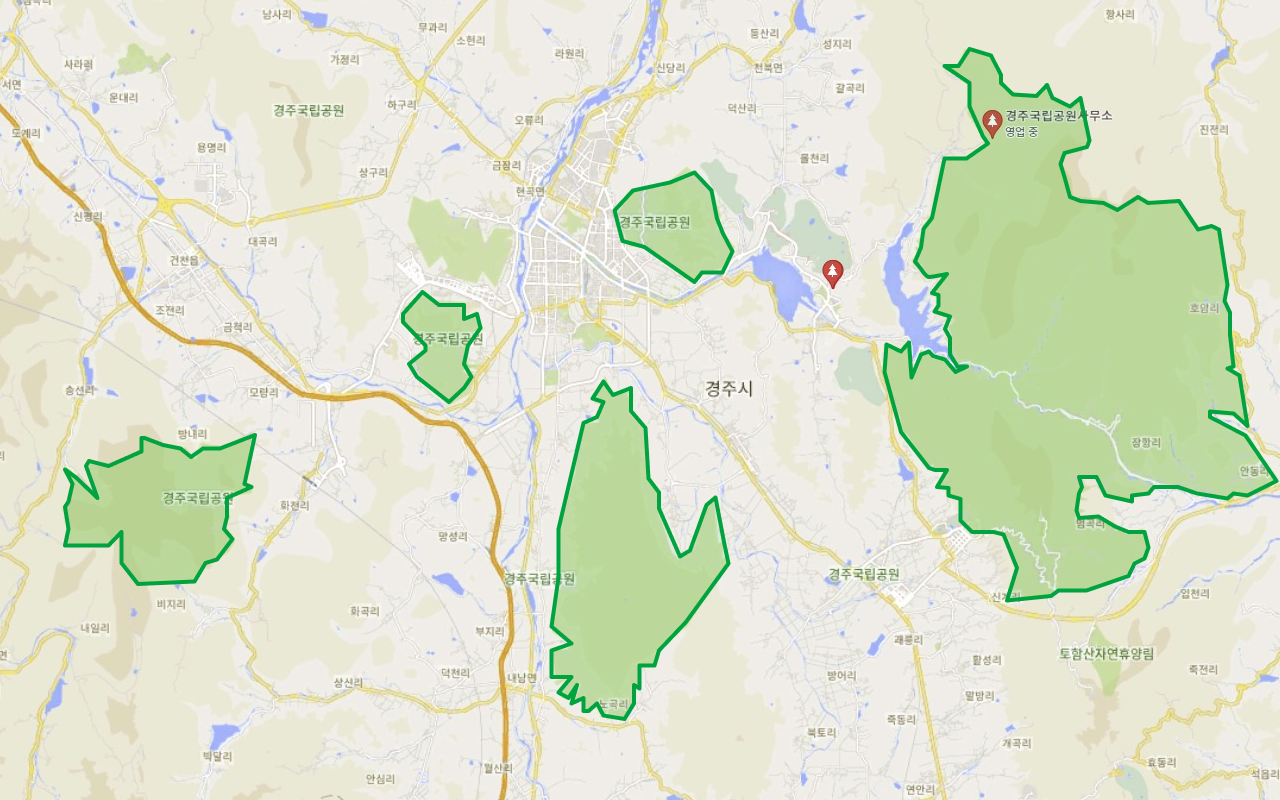 남사리
무과리
소현리
황사리
사라리
서면
가정리
라원리
신당리
동산리
천북면
성지리
갈곡리
운대리
경주국립공원
하구리
오류리
덕산리
경주국립공원사무소
영업 중
도계리
진전리
용명리
상구리
금장리
현곡면
물천리
신평리
대곡리
건천읍
경주국립공원
조전리
금척리
경주국립공원
호암리
송선리
모량리
경주시
방내리
장항리
안동리
경주국립공원
화천리
망성리
범곡리
경주국립공원
경주국립공원
비지리
내일리
화곡리
부지리
신계리
입천리
괘릉리
토함산자연휴양림
활성리
죽전리
덕천리
내남면
상신리
방어리
말방리
노곡리
죽동리
북토리
개곡리
박달리
안심리
월산리
효동리
석읍리
연안리